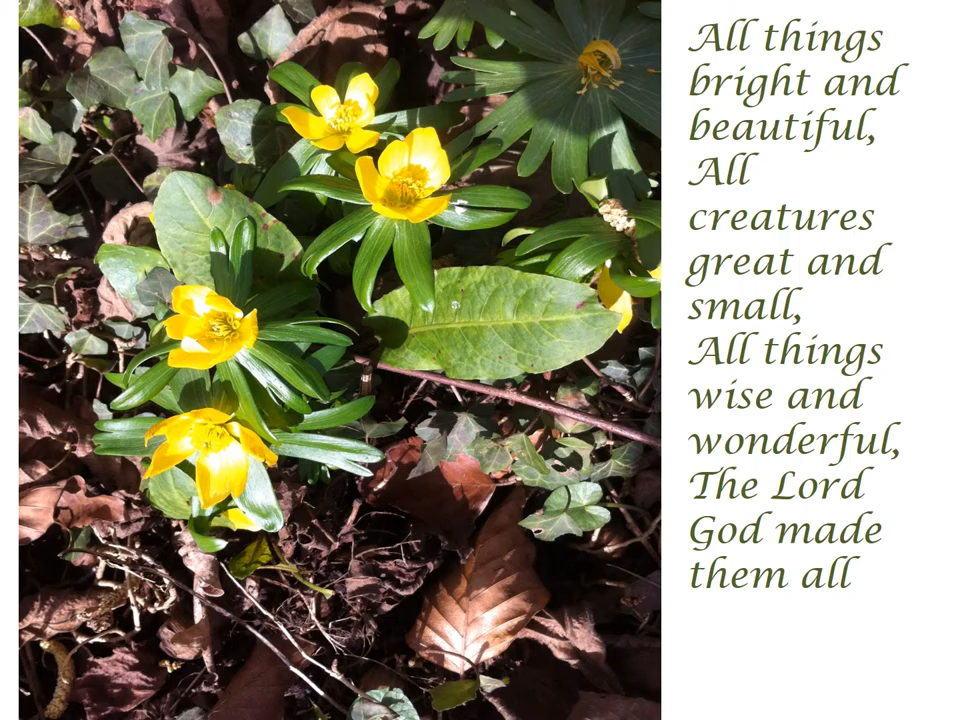 All things
bright and
beautiful,
All
creatures
great and
small,
All things
wise and
wonderful,
The Lord
God made
them all